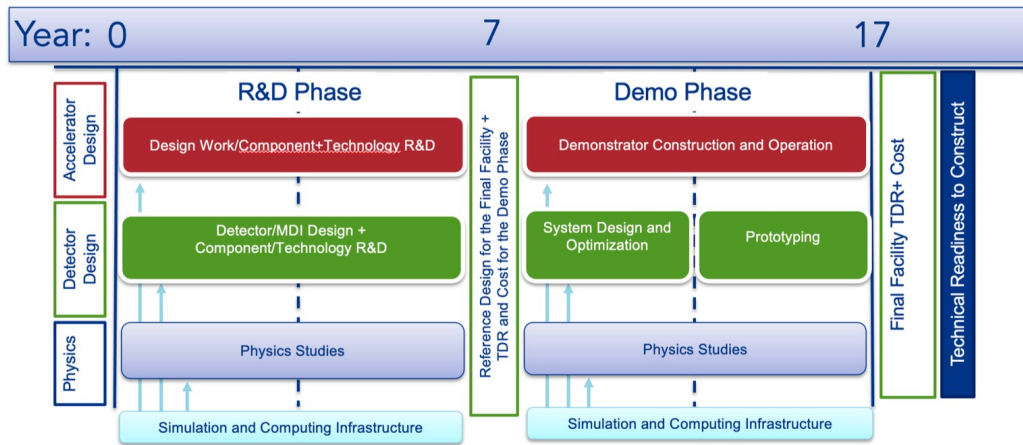 Year: 0 7 17
R&D Phase
Demo Phase
Accelerator
Design
Design Work/Component+Technology R&D
Demonstrator Construction and Operation
Detector
Design
Detector/MDI Design +
Component/Technology R&D
System Design and
Optimization
Prototyping
Physics
Physics Studies
Physics Studies
Simulation and Computing Infrastructure
Simulation and Computing Infrastructure
Reference Design for the Final Facility +
TDR and Cost for the Demo Phase
Final Facility TDR+ Cost
Technical Readiness to Construct